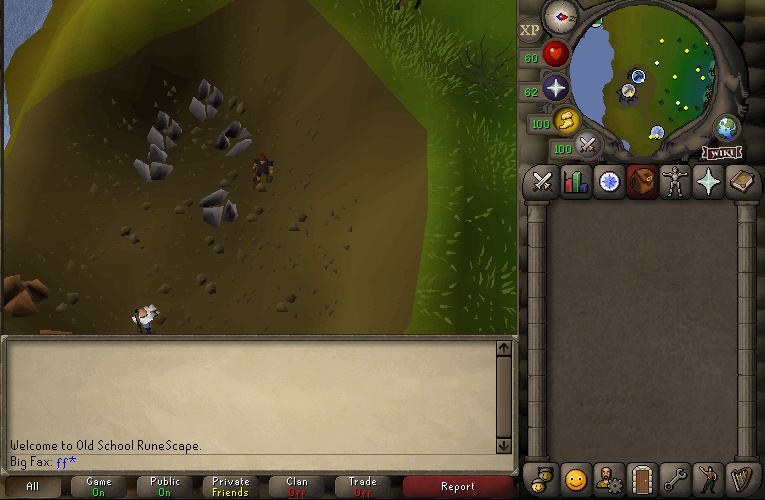 XP
60
62
100
100
WIKI
Welcome to Old School RuneScape.
Big Fax: ff*
All
Game
On
Public
On
Private
Friends
Clan
Off
Trade
Off
Report